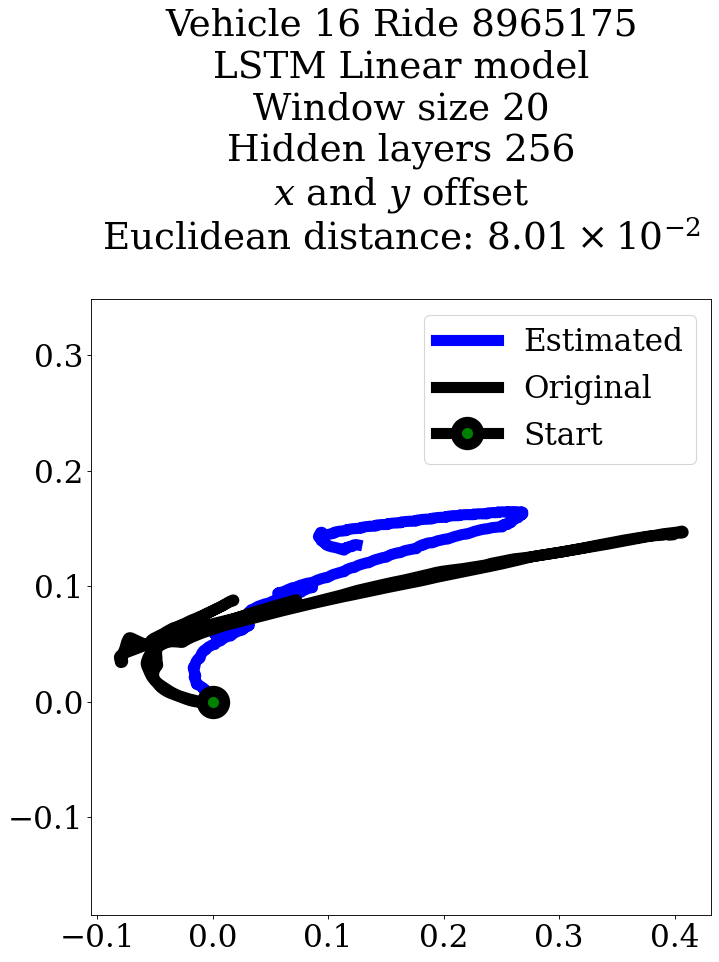 Vehicle 16 Ride 8965175
LSTM Linear model
Window size 20
Hidden layers 256
x and y offset
Euclidean distance: 8.01 × 10⁻²
Estimated
Original
Start
0.3
0.2
0.1
0.0
−0.1
−0.1 0.0 0.1 0.2 0.3 0.4